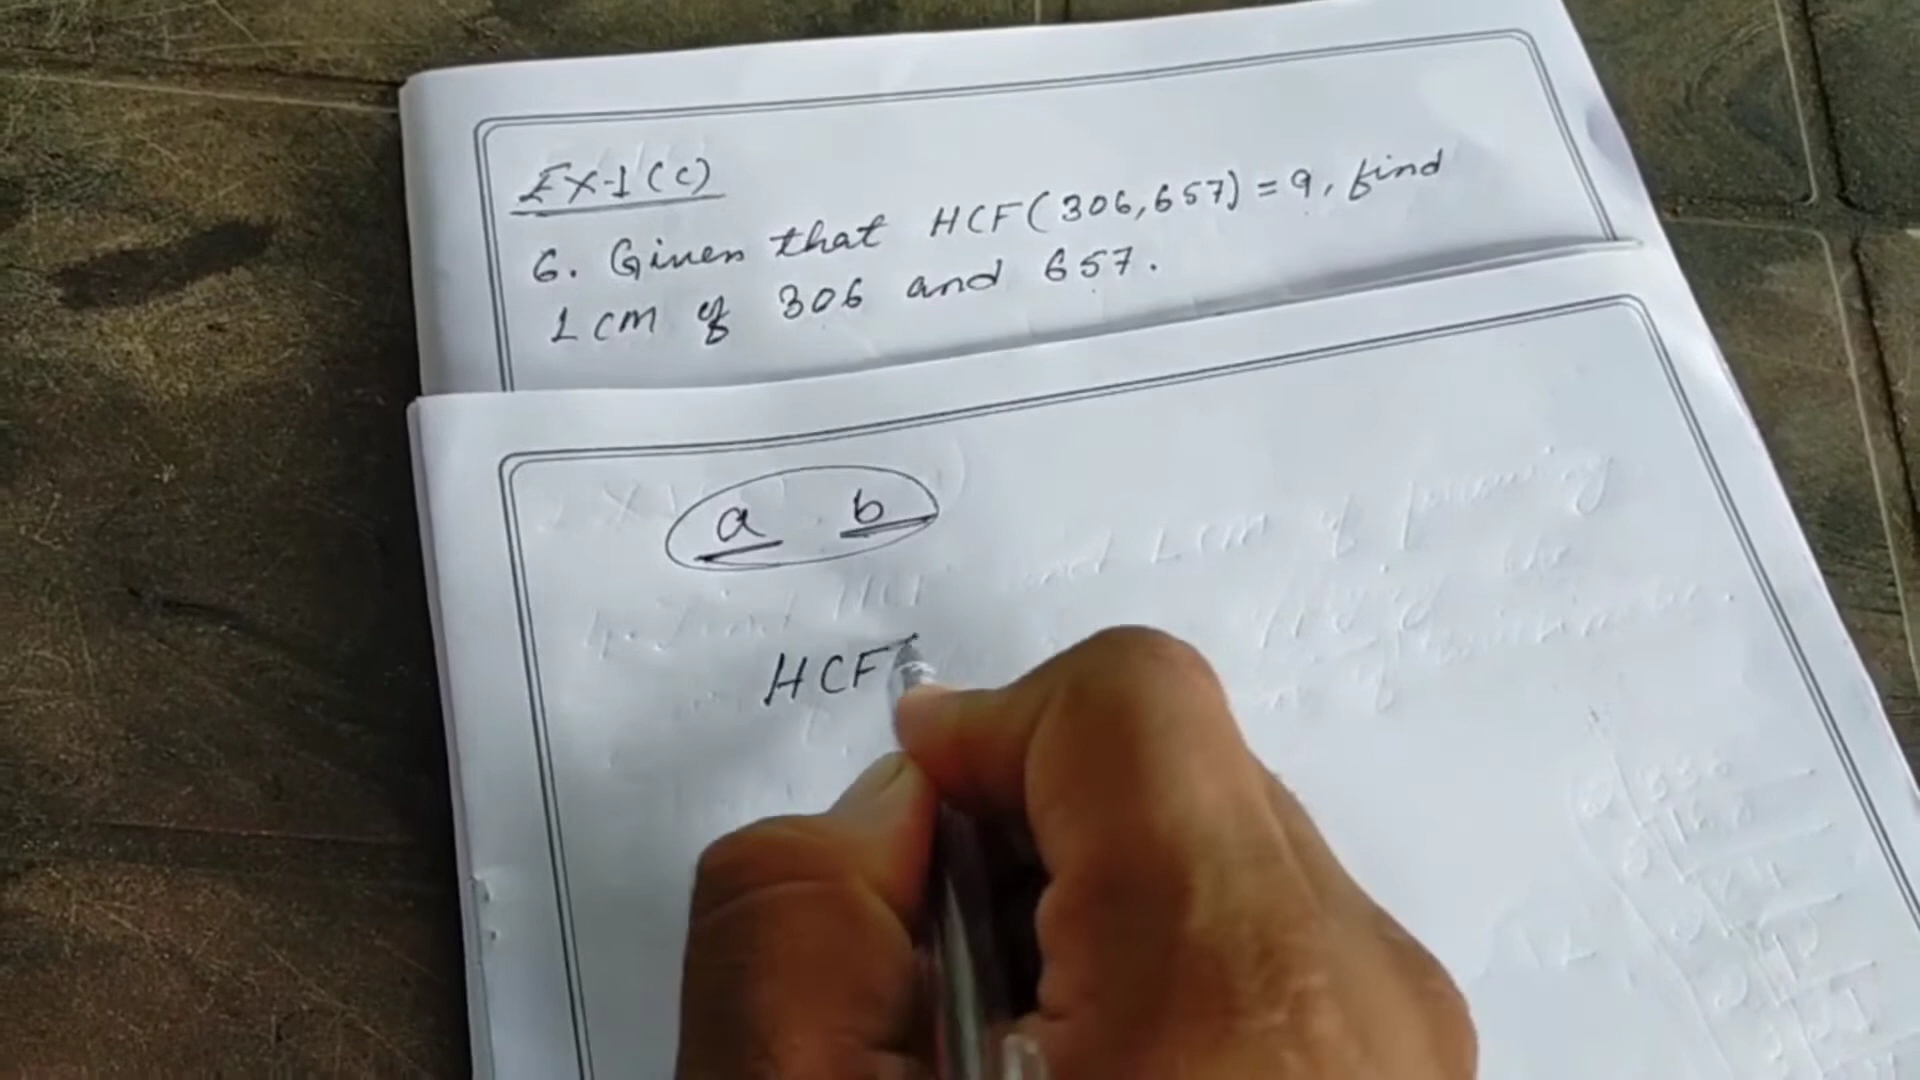 EX-1(c)
6. Given that HCF(306,657)=9, find
LCM of 306 and 657.
a b
HCF